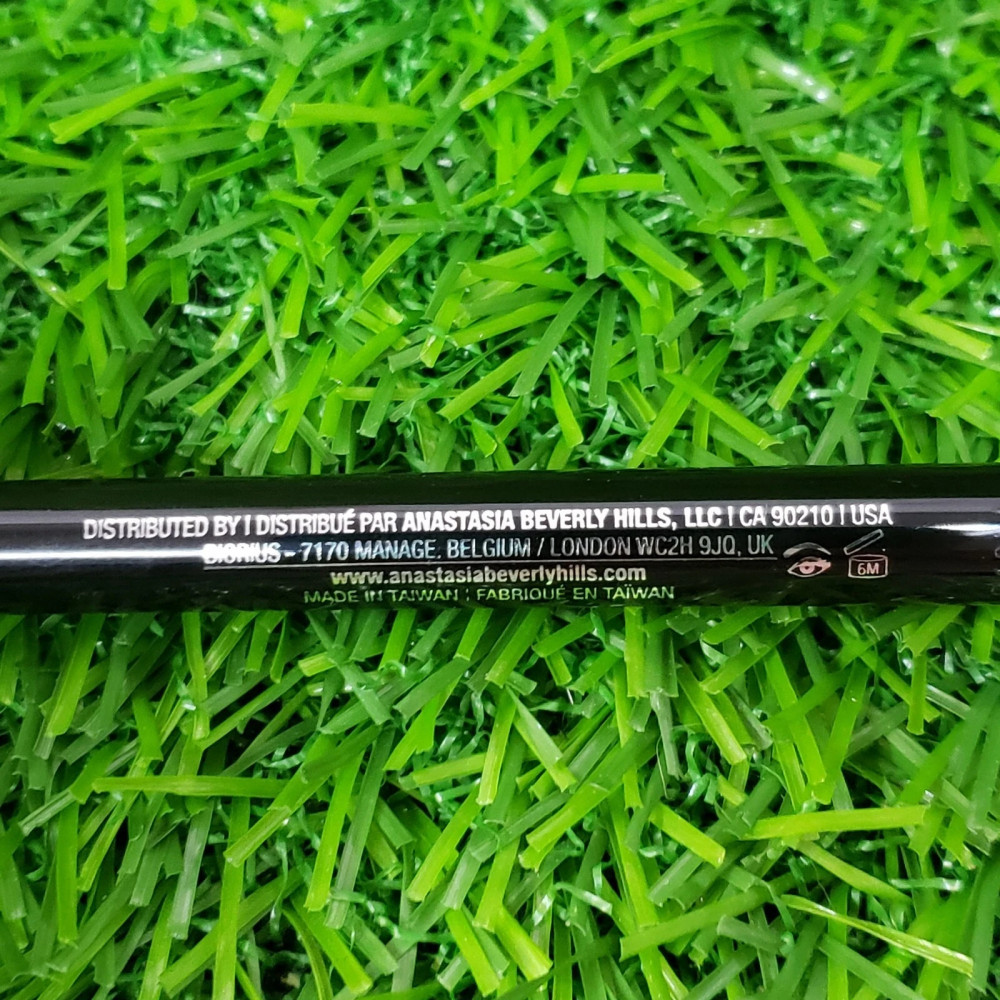 DISTRIBUTED BY | DISTRIBUÉ PAR ANASTASIA BEVERLY HILLS, LLC | CA 90210 | USA
BIORIUS - 7170 MANAGE, BELGIUM / LONDON WC2H 9JQ, UK
6M
www.anastasiabeverlyhills.com
MADE IN TAIWAN | FABRIQUÉ EN TAÏWAN